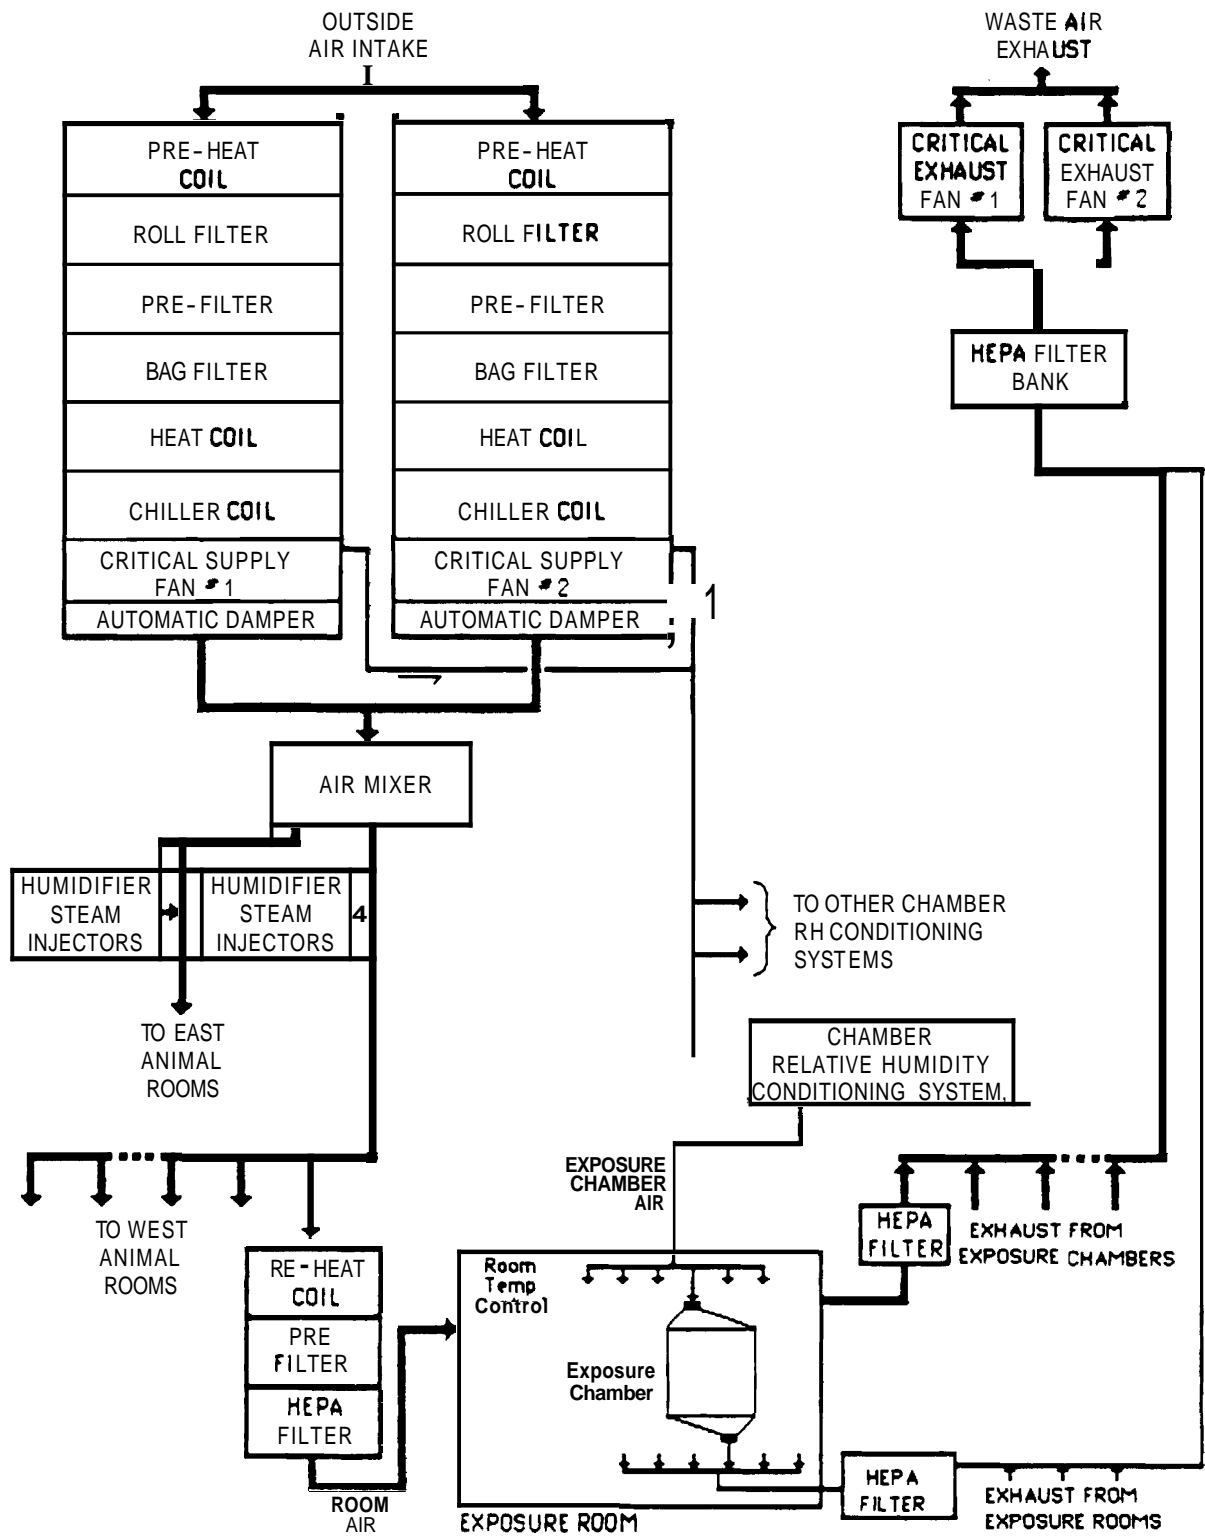 OUTSIDE
AIR INTAKE
WASTE AIR
EXHAUST
PRE-HEAT
COIL
ROLL FILTER
PRE-FILTER
BAG FILTER
HEAT COIL
CHILLER COIL
CRITICAL SUPPLY
FAN #1
AUTOMATIC DAMPER
PRE-HEAT
COIL
ROLL FILTER
PRE-FILTER
BAG FILTER
HEAT COIL
CHILLER COIL
CRITICAL SUPPLY
FAN #2
AUTOMATIC DAMPER
1
CRITICAL
EXHAUST
FAN #1
CRITICAL
EXHAUST
FAN #2
HEPA FILTER
BANK
AIR MIXER
HUMIDIFIER
STEAM
INJECTORS
HUMIDIFIER
STEAM
INJECTORS
4
TO EAST
ANIMAL
ROOMS
TO OTHER CHAMBER
RH CONDITIONING
SYSTEMS
CHAMBER
RELATIVE HUMIDITY
CONDITIONING SYSTEM,
EXPOSURE
CHAMBER
AIR
TO WEST
ANIMAL
ROOMS
RE-HEAT
COIL
PRE
FILTER
HEPA
FILTER
ROOM
AIR
Room
Temp
Control
Exposure
Chamber
EXPOSURE ROOM
HEPA
FILTER
EXHAUST FROM
EXPOSURE CHAMBERS
HEPA
FILTER
EXHAUST FROM
EXPOSURE ROOMS